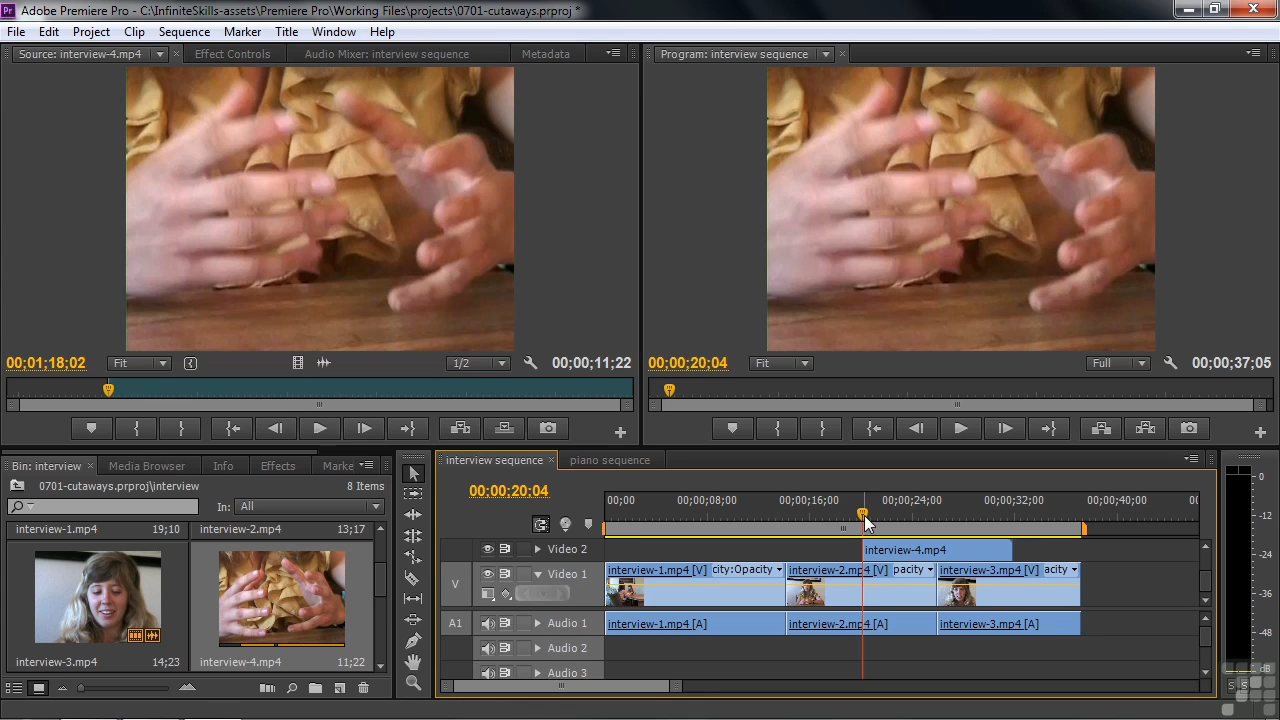 Pr Adobe Premiere Pro - C:\InfiniteSkills-assets\Premiere Pro\Working Files\projects\0701-cutaways.prproj *
File Edit Project Clip Sequence Marker Title Window Help
Source: interview-4.mp4 Effect Controls Audio Mixer: interview sequence Metadata
Program: interview sequence
00;01;18;02 Fit 1/2 00;00;11;22
00;00;20;04 Fit Full 00;00;37;05
Bin: interview Media Browser Info Effects Marke
0701-cutaways.prproj\interview 8 Items
In: All
interview-1.mp4 19;10 interview-2.mp4 13;17
interview-3.mp4 14;23 interview-4.mp4 11;22
interview sequence piano sequence
00;00;20;04
00;00 00;00;08;00 00;00;16;00 00;00;24;00 00;00;32;00 00;00;40;00 00
Video 2 interview-4.mp4
V Video 1 interview-1.mp4 [V] city:Opacity interview-2.mp4 [V] pacity interview-3.mp4 [V] acity
A1 Audio 1 interview-1.mp4 [A] interview-2.mp4 [A] interview-3.mp4 [A]
Audio 2
Audio 3
0
-12
-24
-36
-48
dB
S S